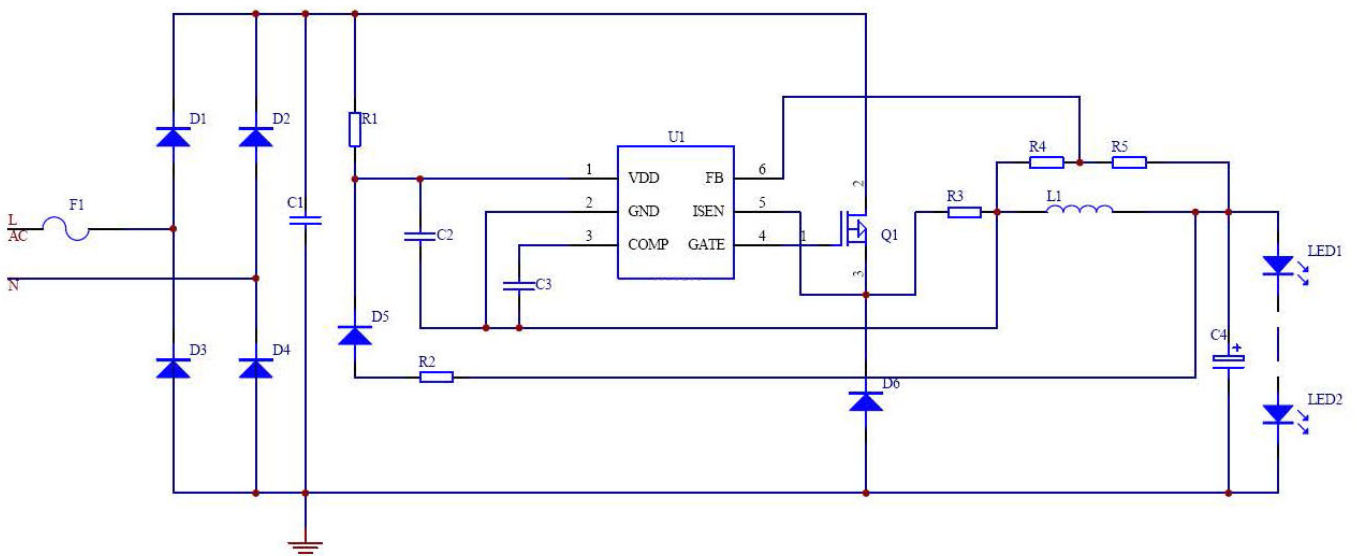 D1
D2
R1
U1
R4
R5
1
VDD
FB
6
2
L
F1
C1
2
GND
ISEN
5
R3
L1
AC
C2
3
COMP
GATE
4
1
Q1
N
C3
3
LED1
D5
D3
D4
R2
C4
+
D6
LED2